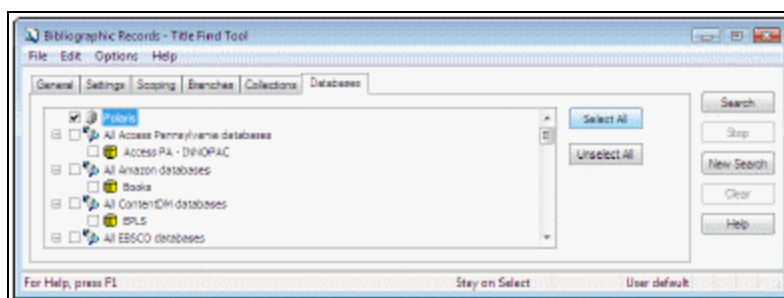 Bibliographic Records - Title Find Tool
File Edit Options Help
General Settings Scoping Branches Collections Databases
Polaris
All Access Pennsylvania databases
Access PA - INNOPAC
All Amazon databases
Books
All ContentDM databases
EPLS
All EBSCO databases
Select All
Unselect All
Search
Stop
New Search
Clear
Help
For Help, press F1 Stay on Select User default